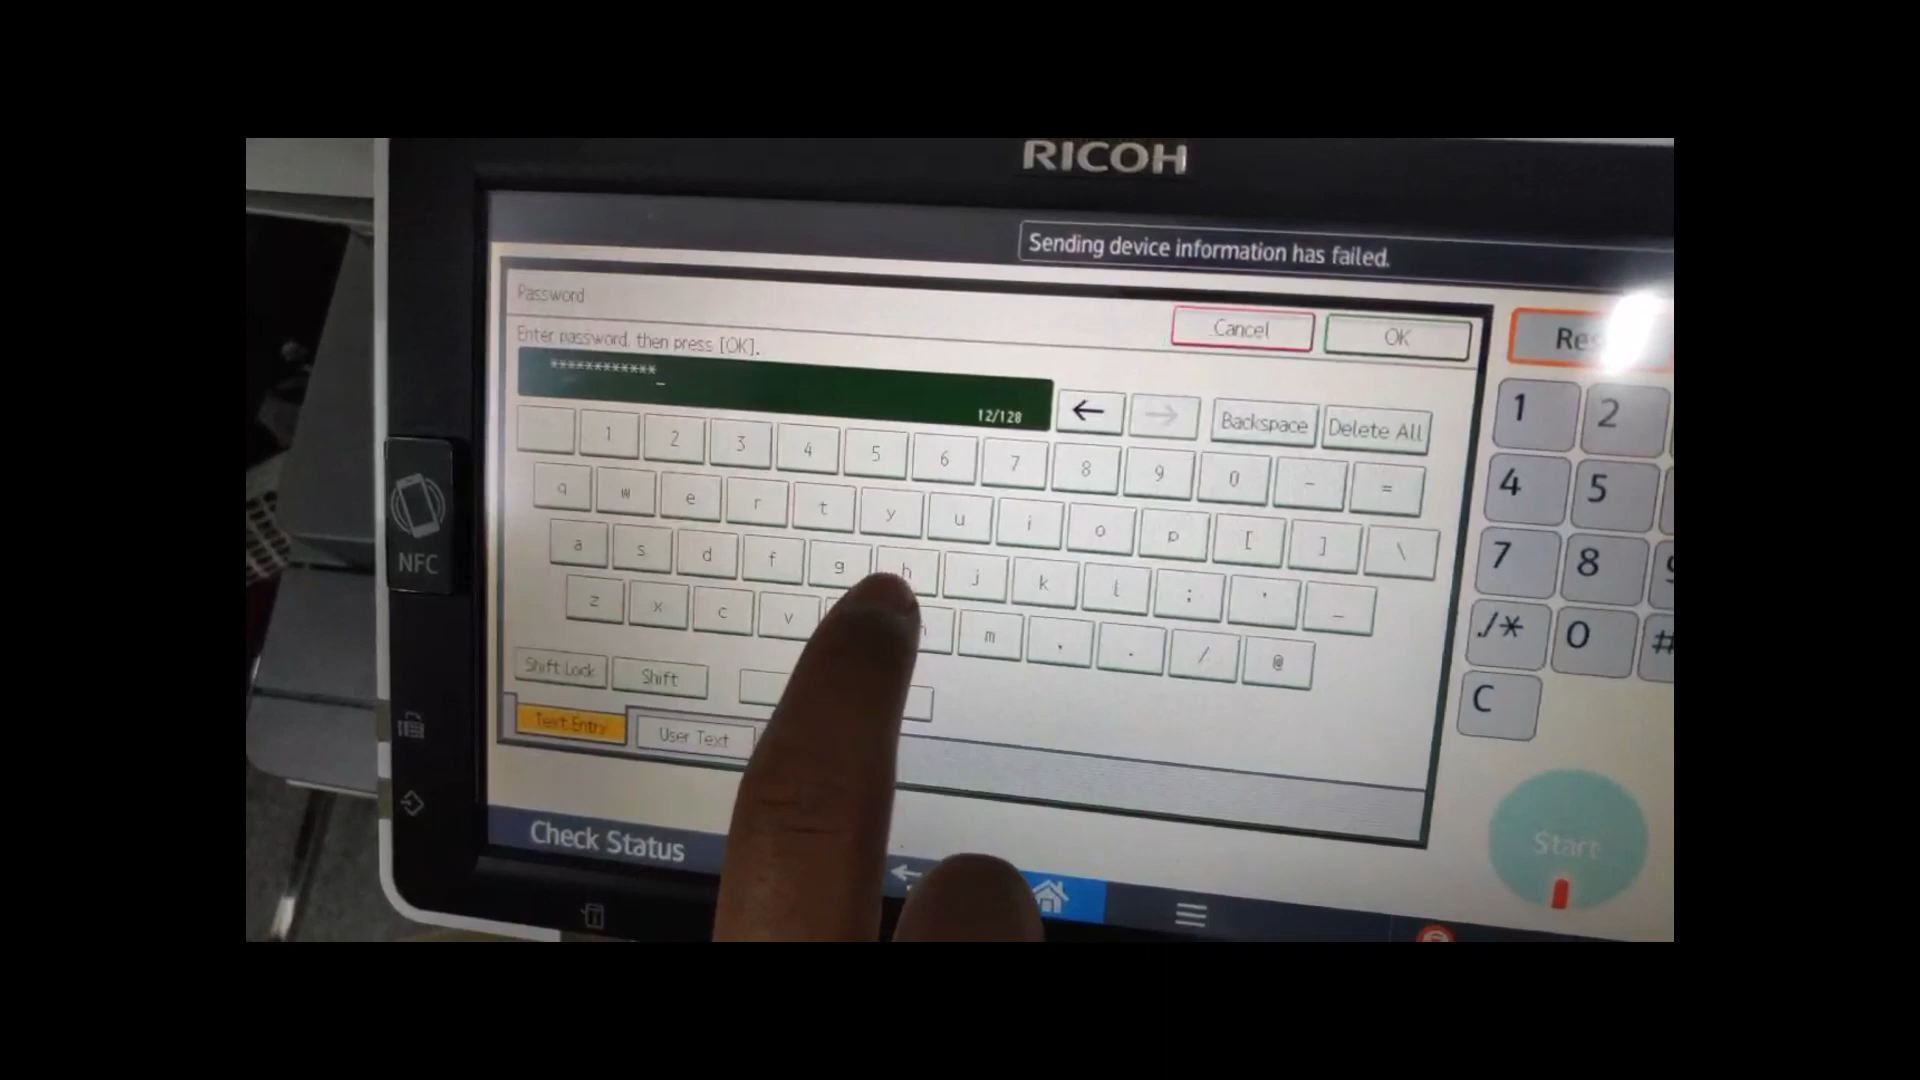 RICOH
Sending device information has failed.
Password
Cancel
OK
Enter password, then press [OK].
************_
12/128
← → Backspace Delete All
1 2 3 4 5 6 7 8 9 0 - =
q w e r t y u i o p [ ] \
a s d f g h j k l ; ' _
z x c v m , . / @
Shift Lock Shift
Text Entry User Text
Check Status
NFC
1 2
4 5
7 8
./* 0 #
C
Start